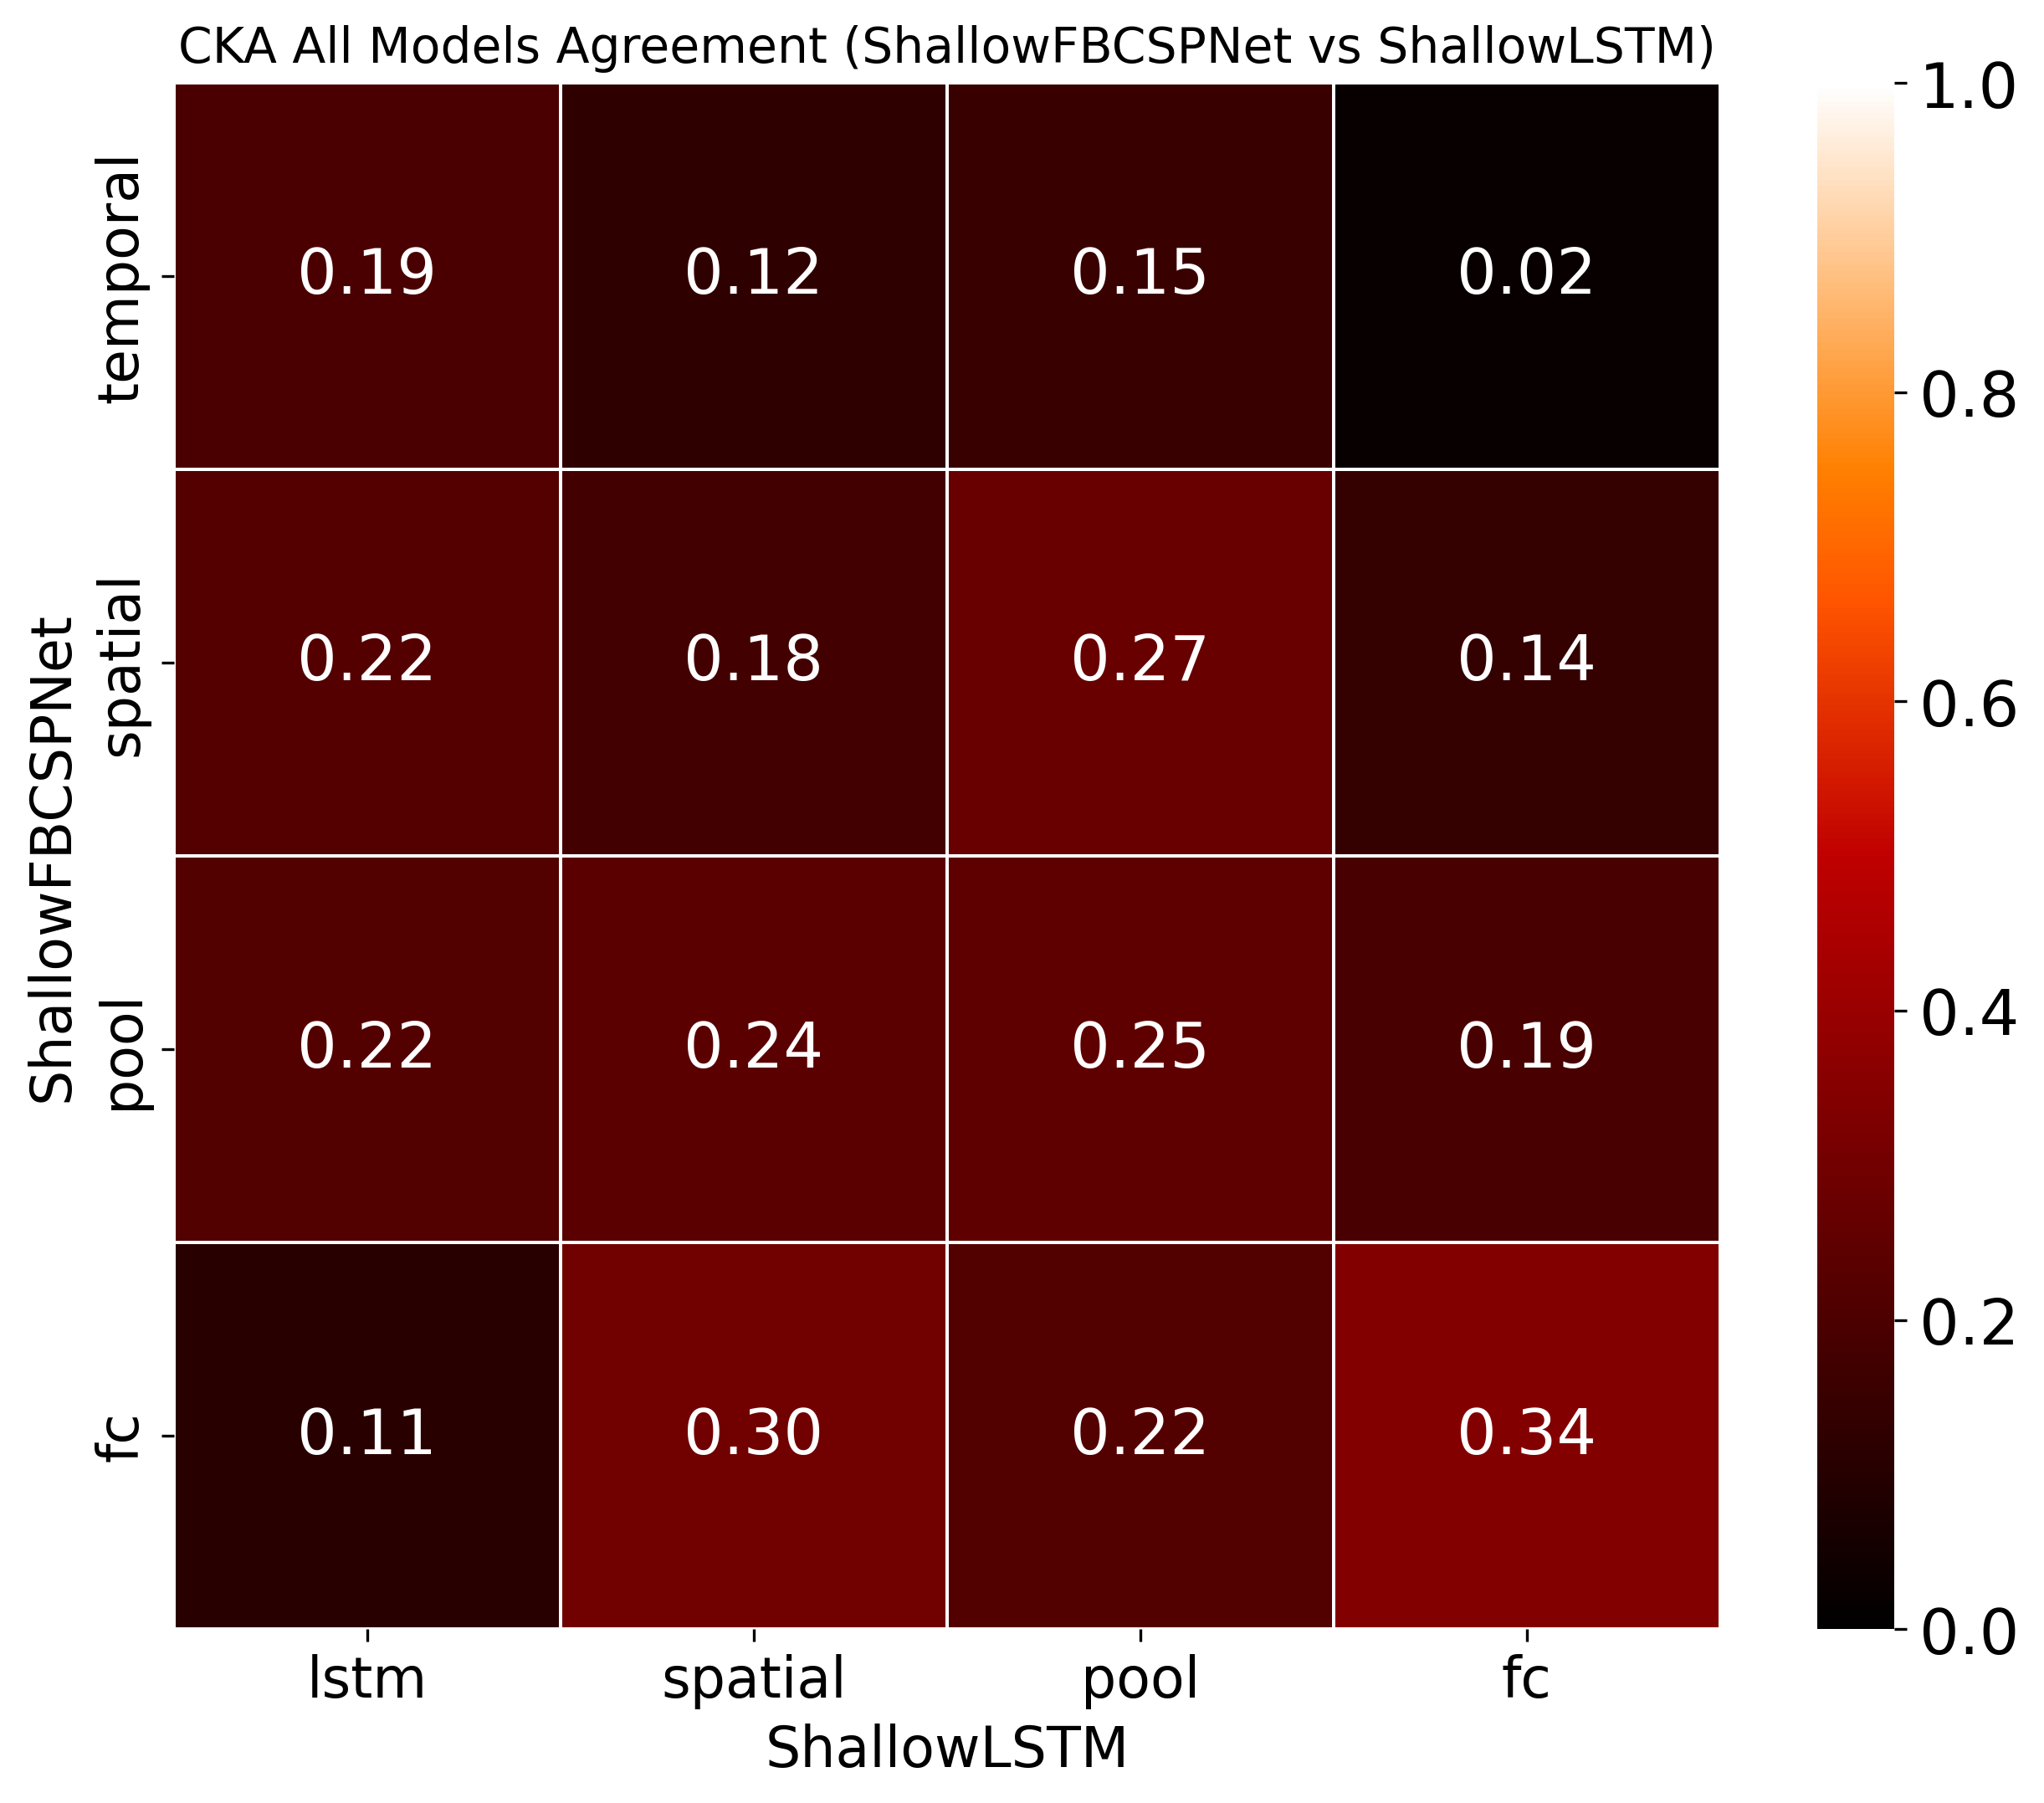 CKA All Models Agreement (ShallowFBCSPNet vs ShallowLSTM)
ShallowFBCSPNet
temporal
0.19 0.12 0.15 0.02
spatial
0.22 0.18 0.27 0.14
pool
0.22 0.24 0.25 0.19
fc
0.11 0.30 0.22 0.34
lstm spatial pool fc
ShallowLSTM
1.0
0.8
0.6
0.4
0.2
0.0